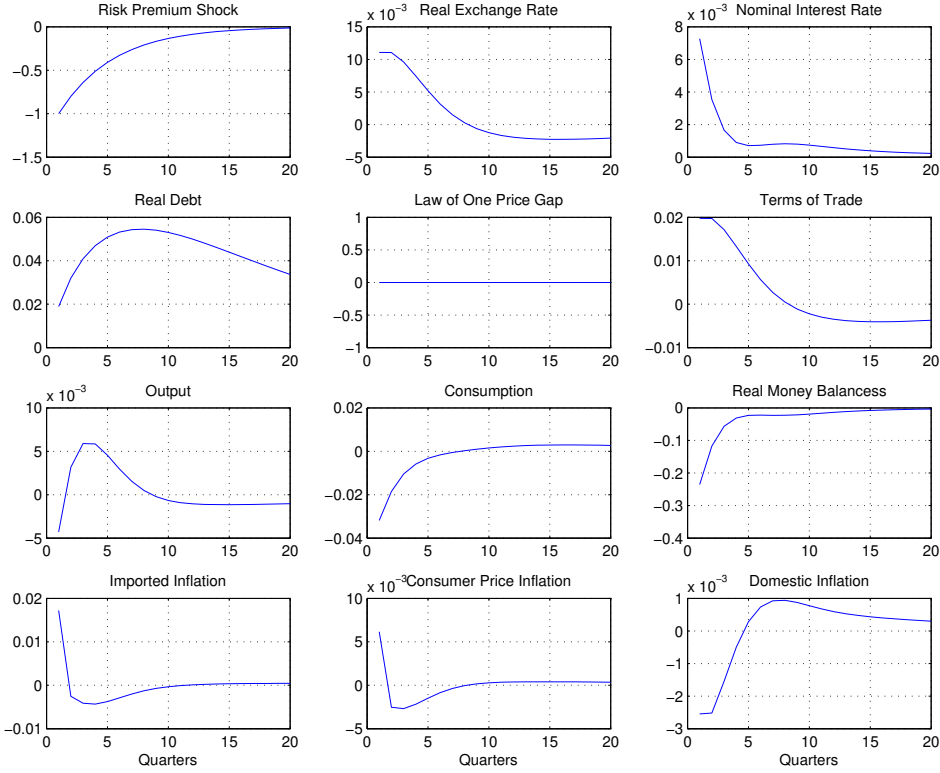 Risk Premium Shock
0
−0.5
−1
−1.5
0 5 10 15 20
Real Exchange Rate
x 10−3
15
10
5
0
−5
0 5 10 15 20
Nominal Interest Rate
x 10−3
8
6
4
2
0
0 5 10 15 20
Real Debt
0.06
0.04
0.02
0
0 5 10 15 20
Law of One Price Gap
1
0.5
0
−0.5
−1
0 5 10 15 20
Terms of Trade
0.02
0.01
0
−0.01
0 5 10 15 20
Output
x 10−3
10
5
0
−5
0 5 10 15 20
Consumption
0.02
0
−0.02
−0.04
0 5 10 15 20
Real Money Balancess
0
−0.1
−0.2
−0.3
−0.4
0 5 10 15 20
Imported Inflation
0.02
0.01
0
−0.01
0 5 10 15 20
Quarters
Consumer Price Inflation
x 10−3
10
5
0
−5
0 5 10 15 20
Quarters
Domestic Inflation
x 10−3
1
0
−1
−2
−3
0 5 10 15 20
Quarters